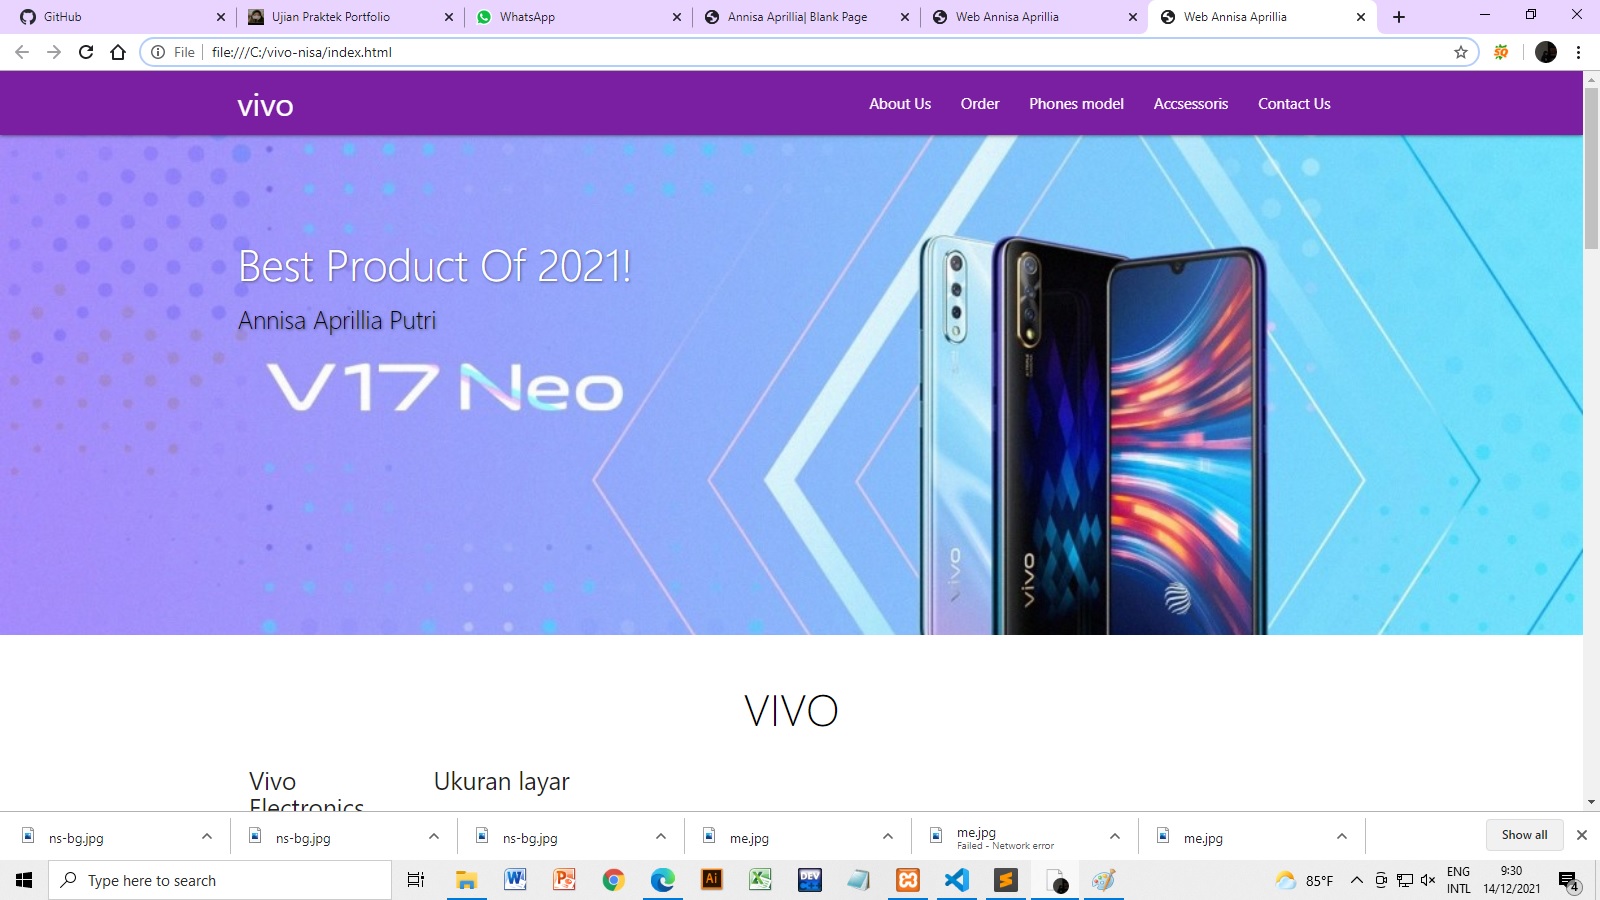 GitHub
Ujian Praktek Portfolio
WhatsApp
Annisa Aprillia| Blank Page
Web Annisa Aprillia
Web Annisa Aprillia
File
file:///C:/vivo-nisa/index.html
vivo
About Us
Order
Phones model
Accsessoris
Contact Us
Best Product Of 2021!
Annisa Aprillia Putri
V17 Neo
vivo
vivo
VIVO
Vivo
Electronics
Ukuran layar
ns-bg.jpg
ns-bg.jpg
ns-bg.jpg
me.jpg
me.jpg
Failed - Network error
me.jpg
Show all
Type here to search
85°F
ENG
INTL
9:30
14/12/2021
4